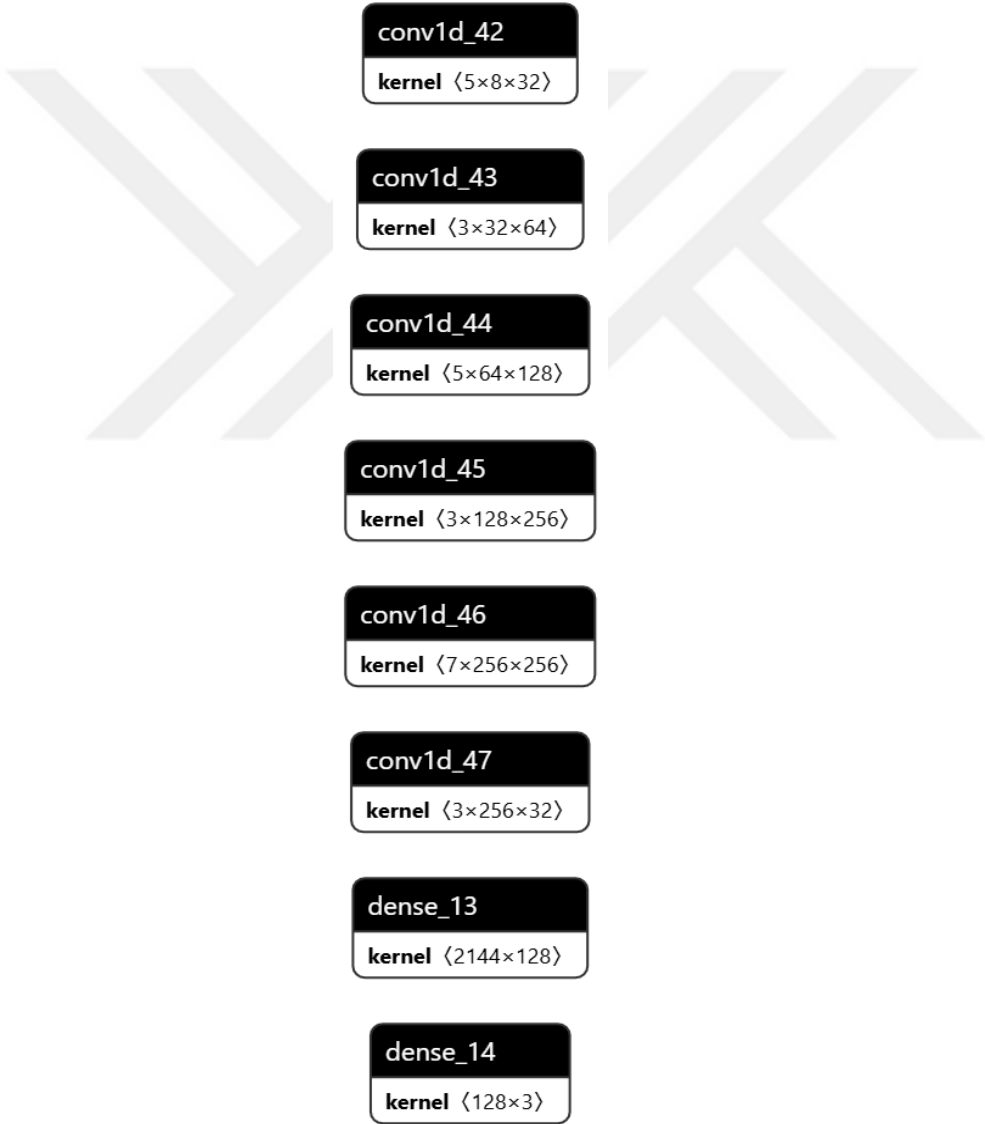 conv1d_42
kernel 〈5×8×32〉
conv1d_43
kernel 〈3×32×64〉
conv1d_44
kernel 〈5×64×128〉
conv1d_45
kernel 〈3×128×256〉
conv1d_46
kernel 〈7×256×256〉
conv1d_47
kernel 〈3×256×32〉
dense_13
kernel 〈2144×128〉
dense_14
kernel 〈128×3〉